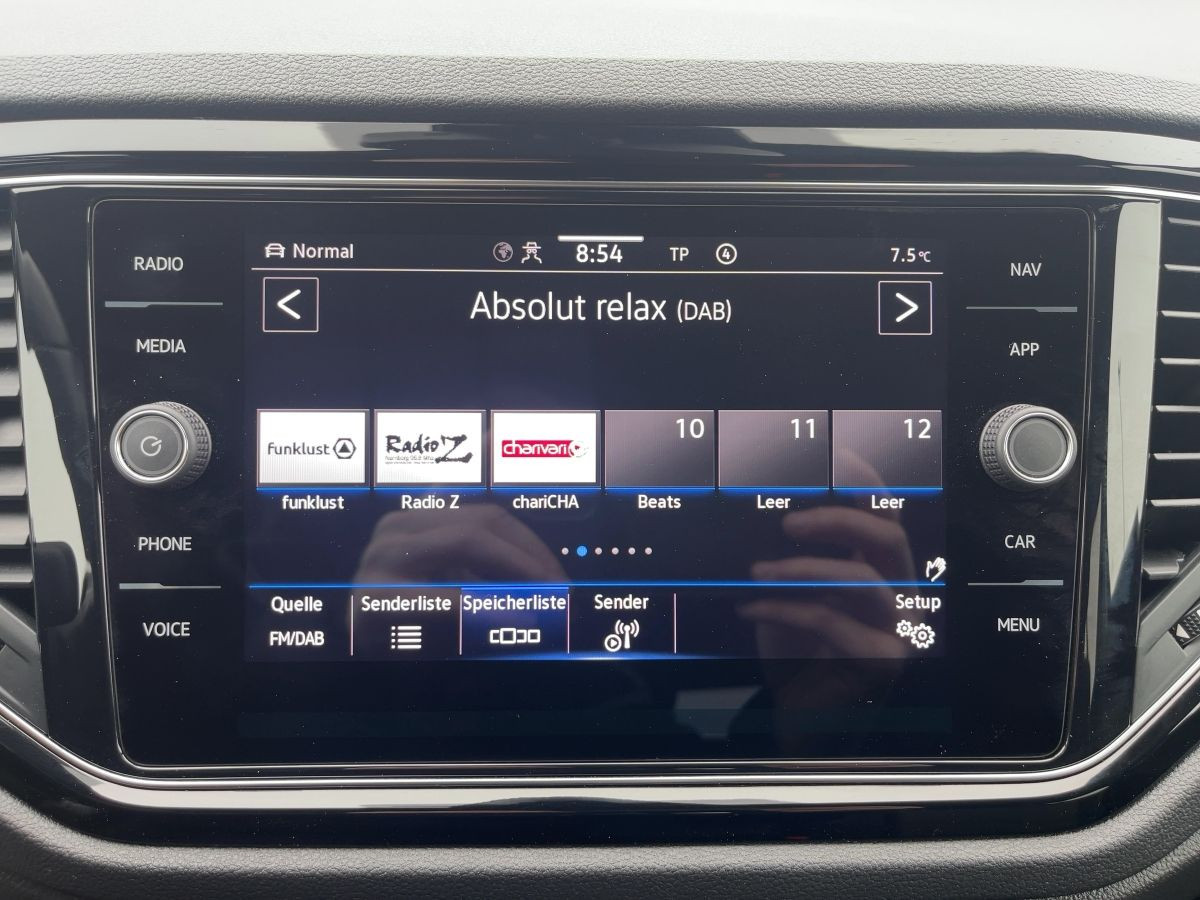 RADIO
MEDIA
PHONE
VOICE
Normal
8:54
TP
4
7.5°C
Absolut relax (DAB)
Funklust
Radio Z
charivari
10
11
12
funklust
Radio Z
chariCHA
Beats
Leer
Leer
Quelle
FM/DAB
Senderliste
Speicherliste
Sender
Setup
NAV
APP
CAR
MENU